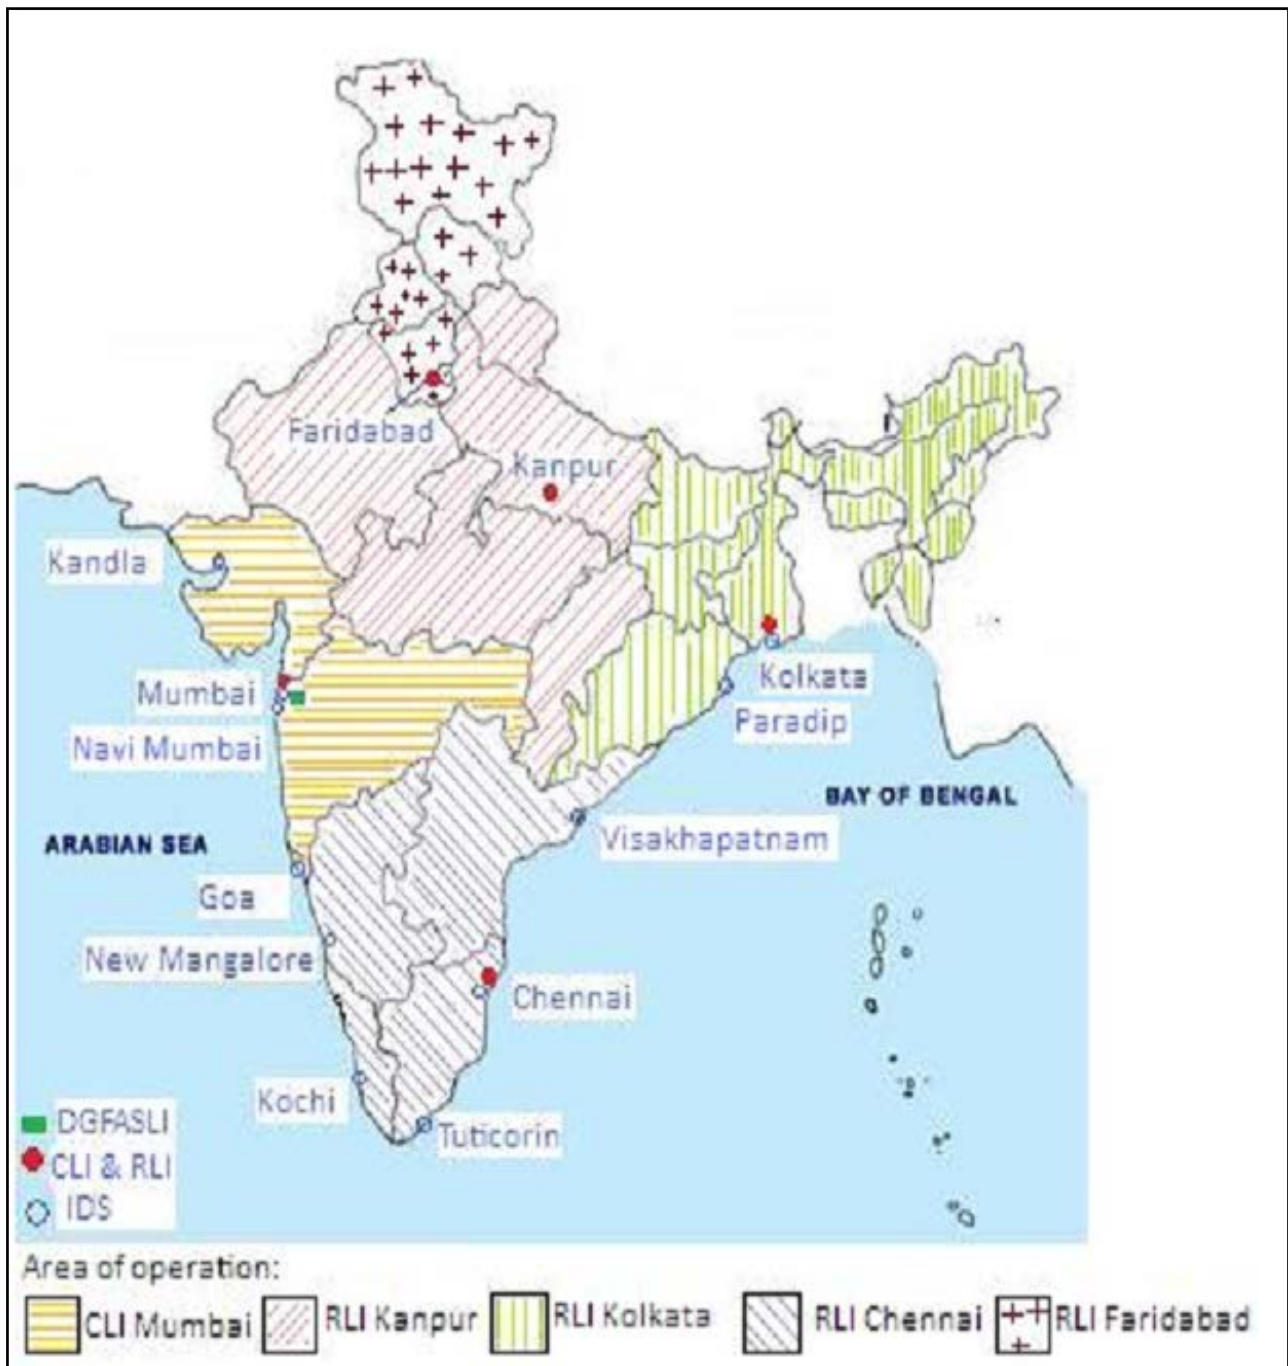 Faridabad
Kanpur
Kandla
Mumbai
Navi Mumbai
Kolkata
Paradip
BAY OF BENGAL
ARABIAN SEA
Visakhapatnam
Goa
New Mangalore
Chennai
Kochi
Tuticorin
DGFASLI
CLI & RLI
IDS
Area of operation:
CLI Mumbai RLI Kanpur RLI Kolkata RLI Chennai RLI Faridabad